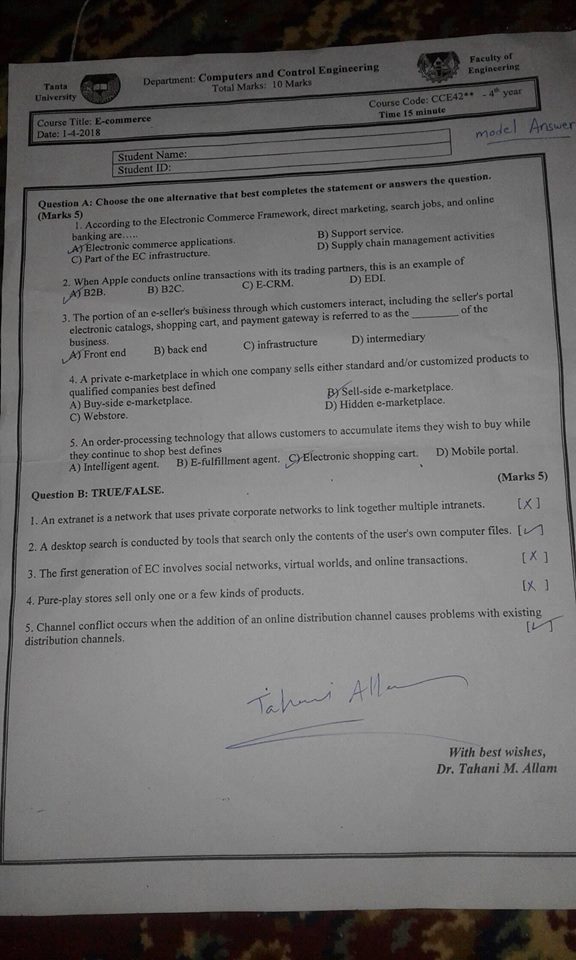 Tanta
University
Department: Computers and Control Engineering
Total Marks: 10 Marks
Faculty of
Engineering
Course Title: E-commerce
Date: 1-4-2018
Course Code: CCE42** - 4th year
Time 15 minute
model Answer
Student Name:
Student ID:
Question A: Choose the one alternative that best completes the statement or answers the question.
(Marks 5)
1. According to the Electronic Commerce Framework, direct marketing, search jobs, and online
banking are…..
A) Electronic commerce applications.
B) Support service.
C) Part of the EC infrastructure.
D) Supply chain management activities
2. When Apple conducts online transactions with its trading partners, this is an example of
A) B2B. B) B2C. C) E-CRM. D) EDI.
3. The portion of an e-seller's business through which customers interact, including the seller's portal
electronic catalogs, shopping cart, and payment gateway is referred to as the ________ of the
business.
A) Front end B) back end C) infrastructure D) intermediary
4. A private e-marketplace in which one company sells either standard and/or customized products to
qualified companies best defined
A) Buy-side e-marketplace. B) Sell-side e-marketplace.
C) Webstore. D) Hidden e-marketplace.
5. An order-processing technology that allows customers to accumulate items they wish to buy while
they continue to shop best defines
A) Intelligent agent. B) E-fulfillment agent. C) Electronic shopping cart. D) Mobile portal.
Question B: TRUE/FALSE.
(Marks 5)
1. An extranet is a network that uses private corporate networks to link together multiple intranets. [X]
2. A desktop search is conducted by tools that search only the contents of the user's own computer files. [✓]
3. The first generation of EC involves social networks, virtual worlds, and online transactions. [X]
4. Pure-play stores sell only one or a few kinds of products. [X]
5. Channel conflict occurs when the addition of an online distribution channel causes problems with existing
distribution channels. [✓]
Tahani Allam
With best wishes,
Dr. Tahani M. Allam